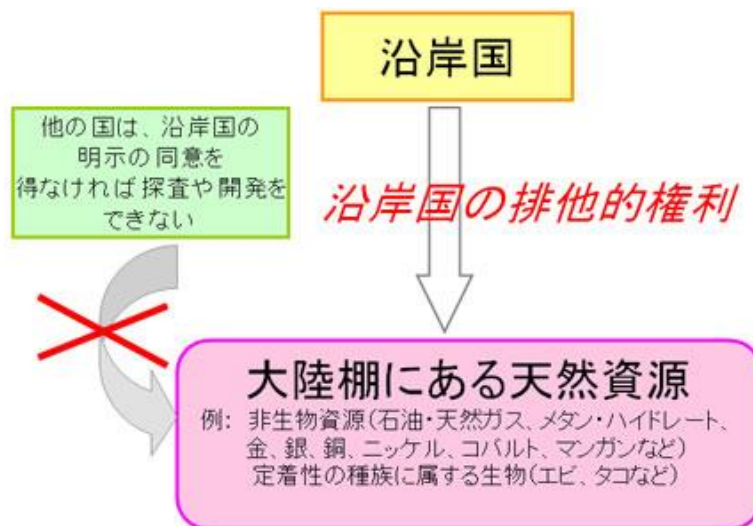 沿岸国
他の国は、沿岸国の
明示の同意を
得なければ探査や開発を
できない
沿岸国の排他的権利
大陸棚にある天然資源
例: 非生物資源(石油・天然ガス、メタン・ハイドレート、
金、銀、銅、ニッケル、コバルト、マンガンなど)
定着性の種族に属する生物(エビ、タコなど)